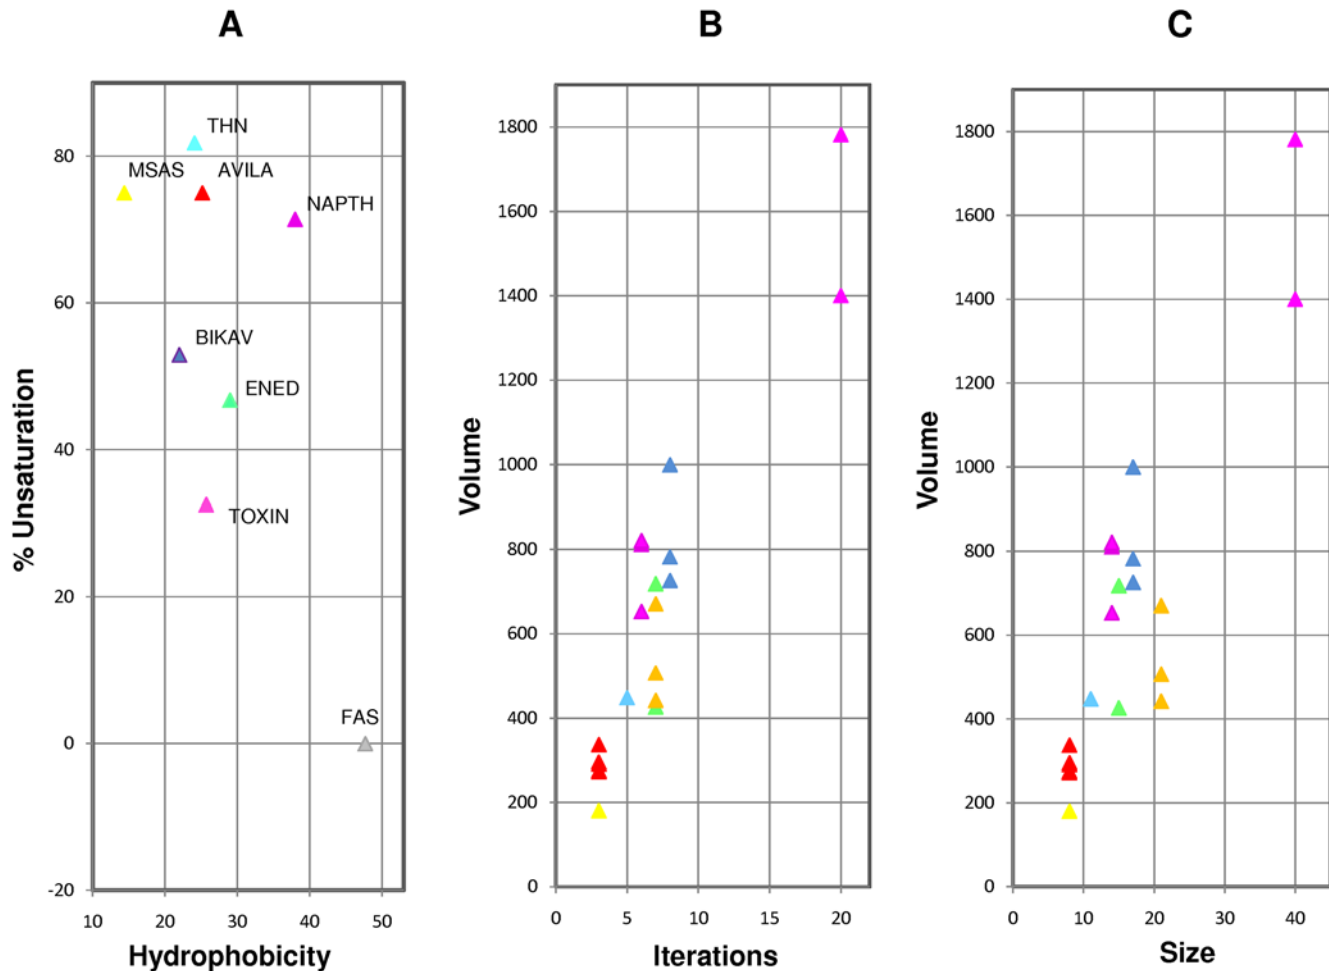 A
B
C
% Unsaturation
80
60
40
20
0
-20
THN
MSAS
AVILA
NAPTH
BIKAV
ENED
TOXIN
FAS
10
20
30
40
50
Hydrophobicity
Volume
1800
1600
1400
1200
1000
800
600
400
200
0
0
5
10
15
20
Iterations
Volume
1800
1600
1400
1200
1000
800
600
400
200
0
0
10
20
30
40
Size